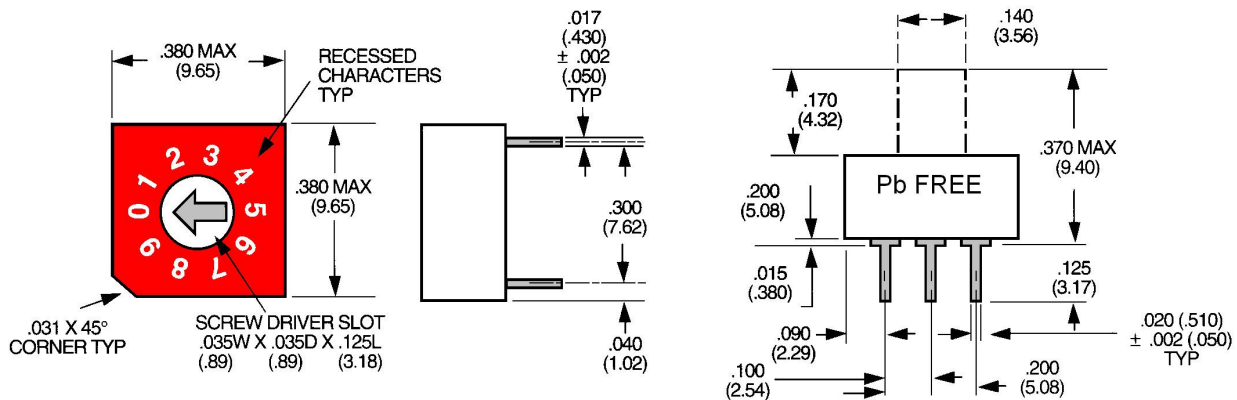 .380 MAX
(9.65)
RECESSED
CHARACTERS
TYP
2
3
4
1
0
5
9
6
8
7
.380 MAX
(9.65)
.031 X 45°
CORNER TYP
SCREW DRIVER SLOT
.035W X .035D X .125L
(.89) (.89) (3.18)
.017
(.430)
± .002
(.050)
TYP
.300
(7.62)
.040
(1.02)
.140
(3.56)
.170
(4.32)
.370 MAX
(9.40)
Pb FREE
.200
(5.08)
.015
(.380)
.125
(3.17)
.090
(2.29)
.020 (.510)
± .002 (.050)
TYP
.100
(2.54)
.200
(5.08)